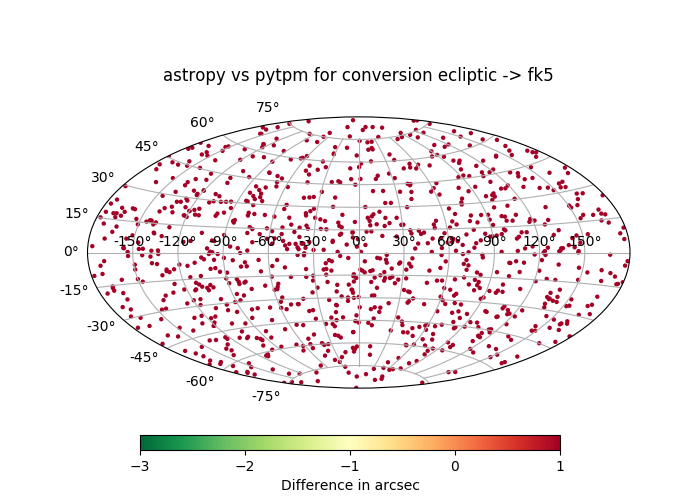 astropy vs pytpm for conversion ecliptic -> fk5
75°
60°
45°
30°
15°
0°
-150° -120° -90° -60° -30° 0° 30° 60° 90° 120° 150°
-15°
-30°
-45°
-60°
-75°
−3 −2 −1 0 1
Difference in arcsec